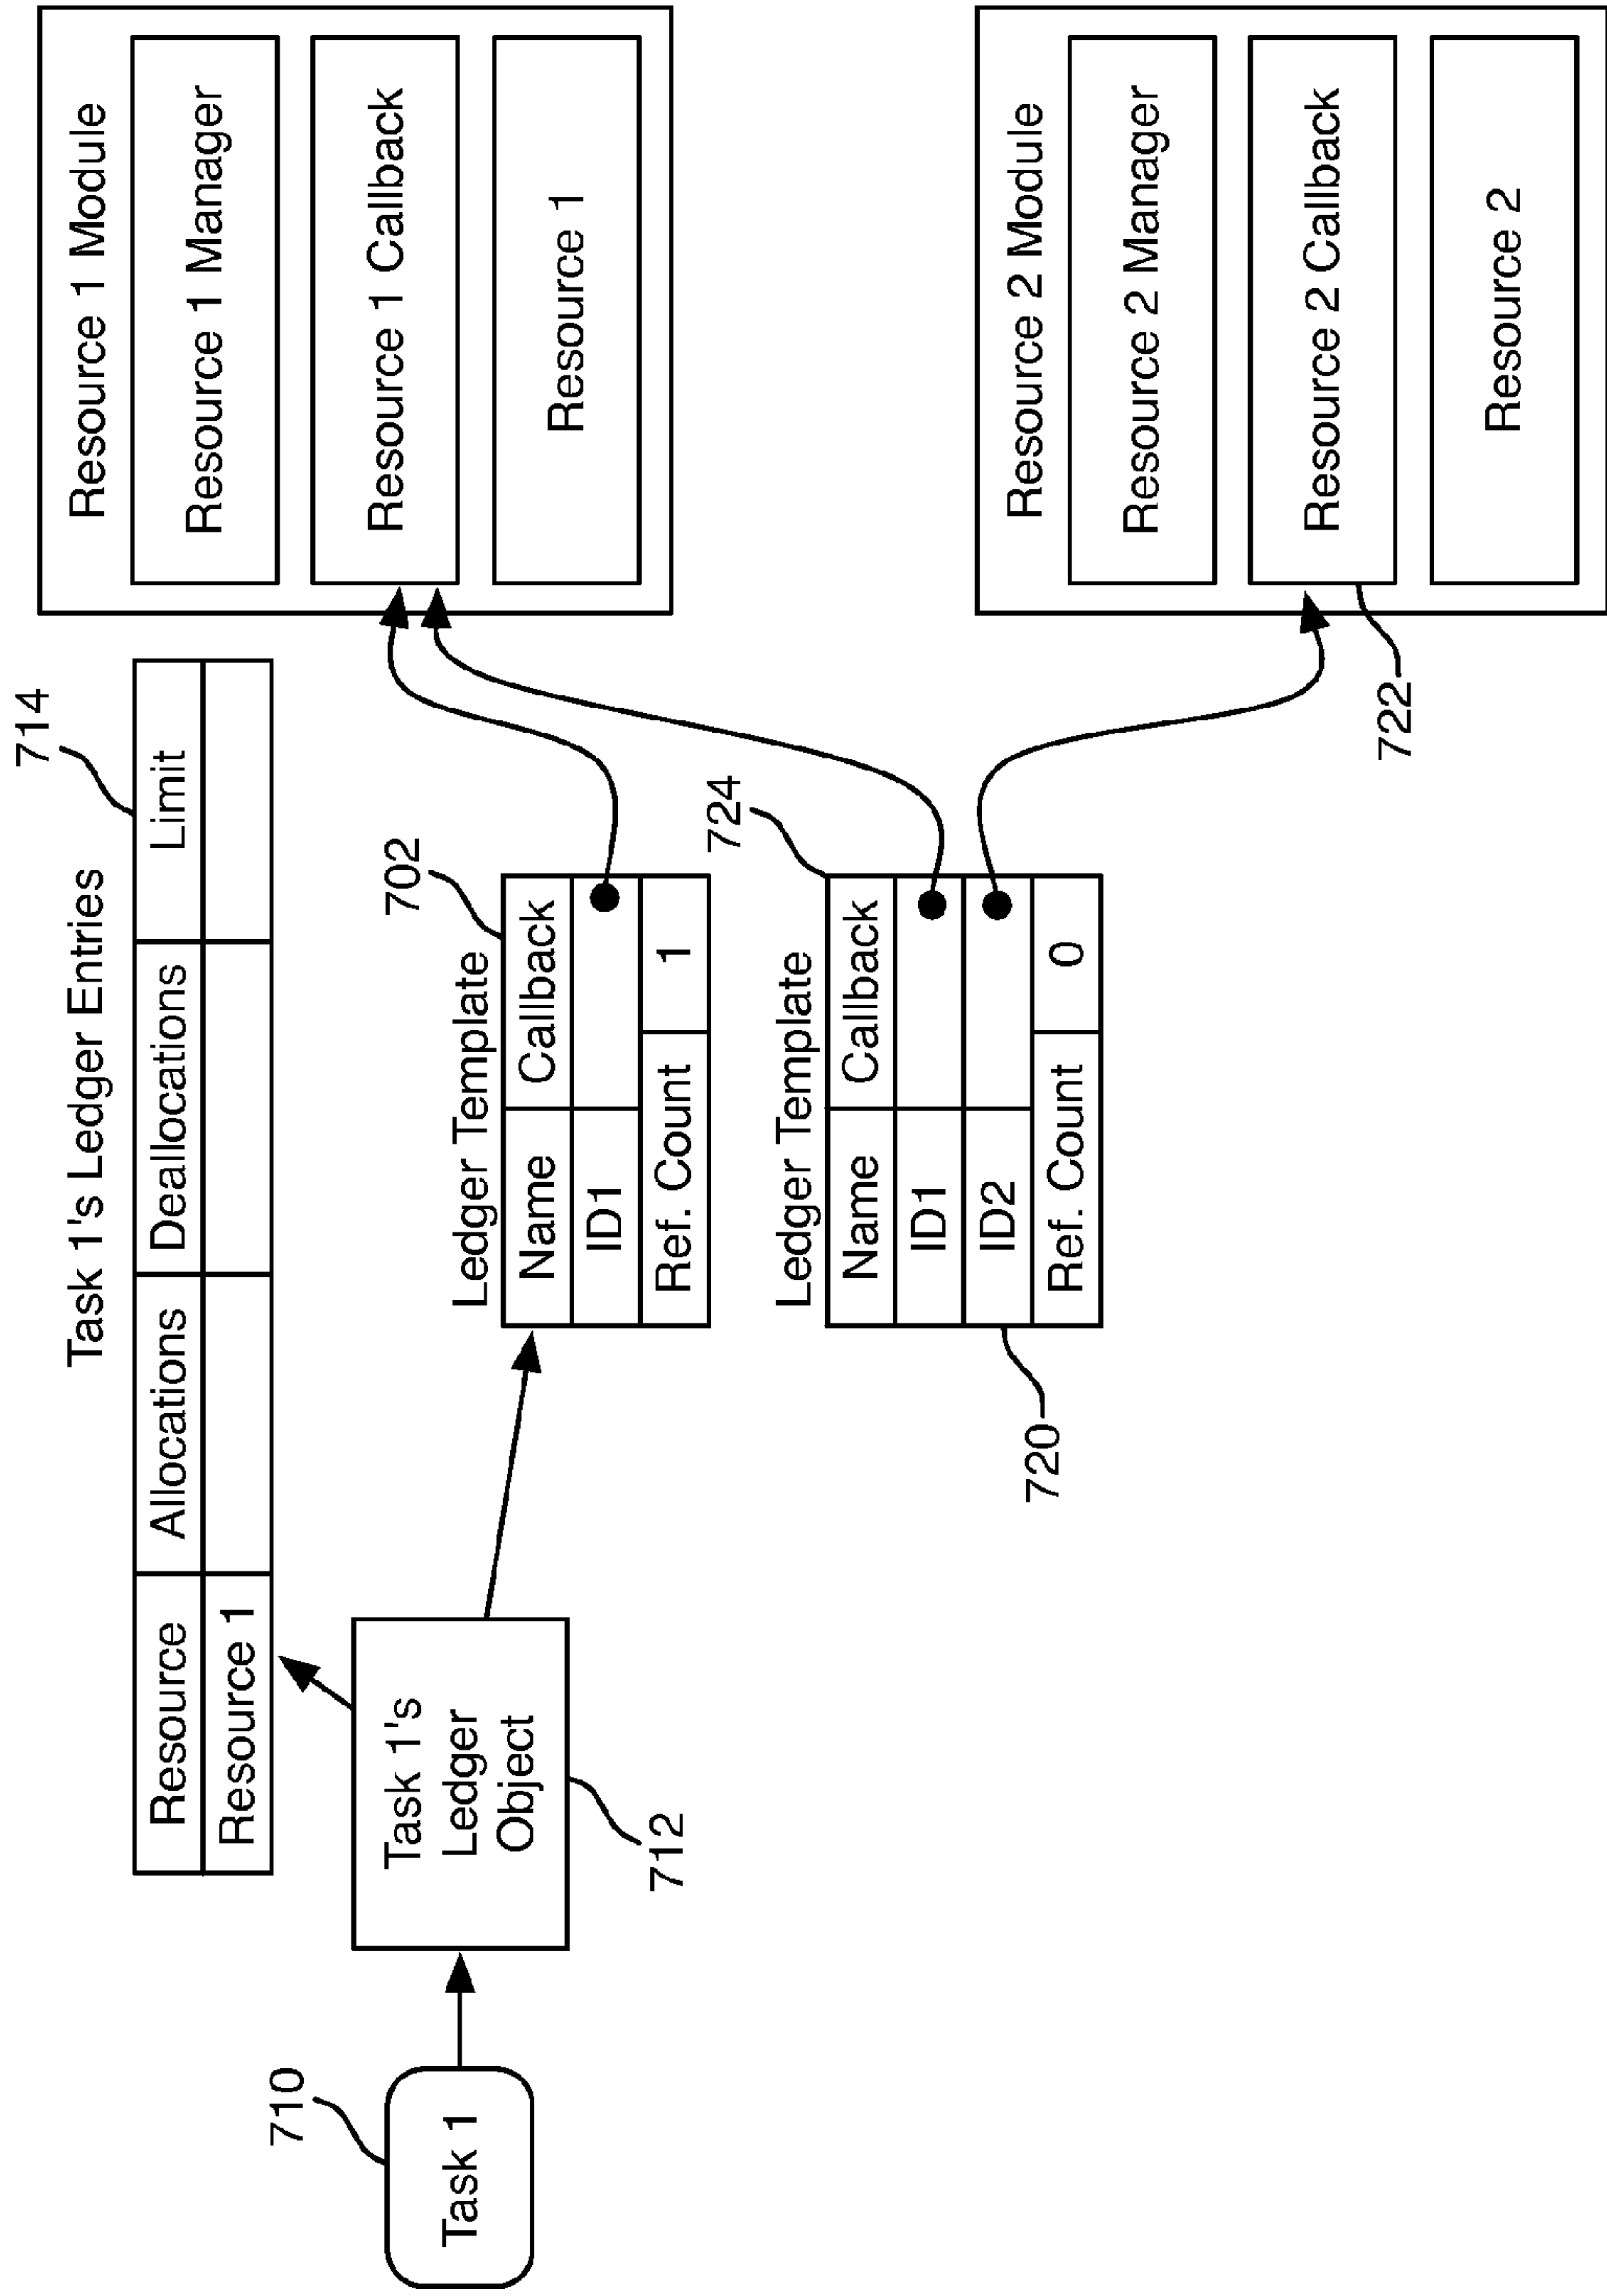 714
Task 1's Ledger Entries
Resource Allocations Deallocations Limit
Resource 1
710
Task 1
Task 1's
Ledger
Object
712
702
Ledger Template
Name Callback
ID1
Ref. Count 1
724
Ledger Template
Name Callback
ID1
ID2
Ref. Count 0
720
Resource 1 Module
Resource 1 Manager
Resource 1 Callback
Resource 1
Resource 2 Module
Resource 2 Manager
Resource 2 Callback
Resource 2
722